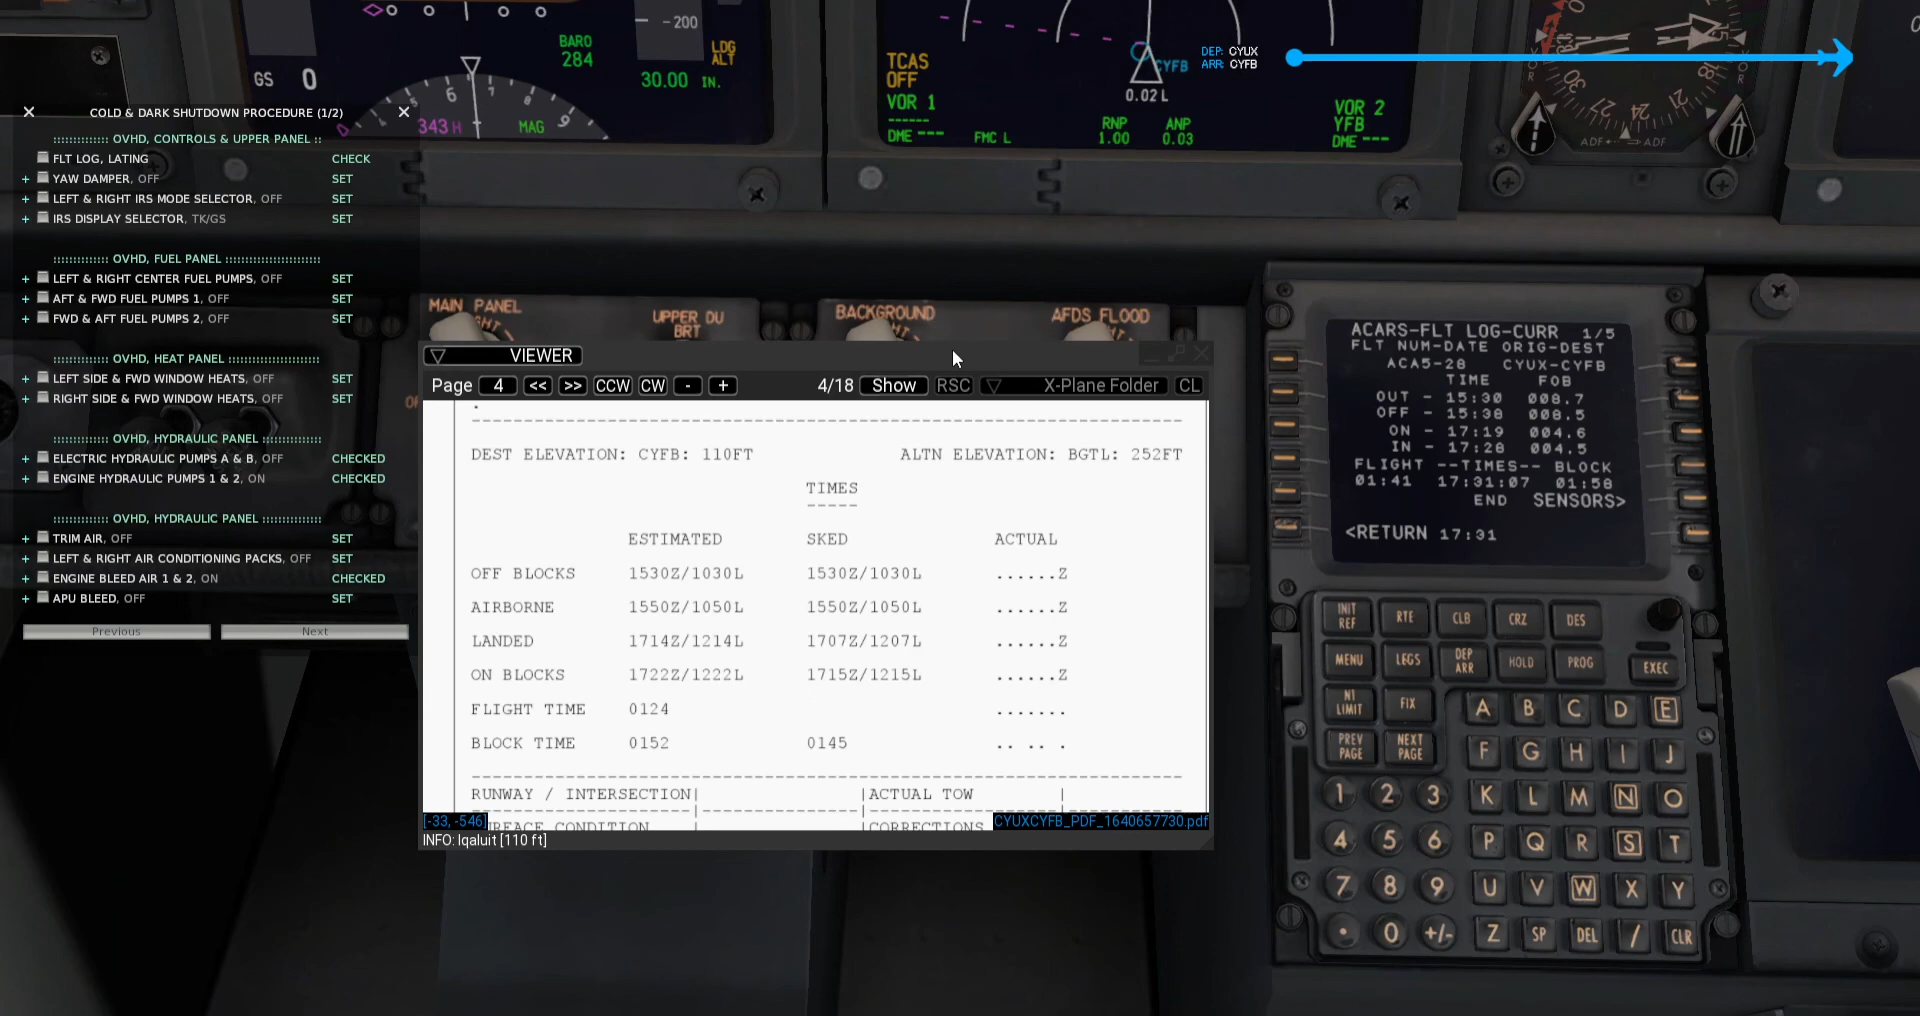 -200
BARO
284
LDG
ALT
GS 0
30.00 IN.
6
7
343H
MAG
TCAS
OFF
VOR 1
DME ---
FMC L
CYFB
0.02 L
RNP
1.00
ANP
0.03
VOR 2
YFB
DME ---
DEP: CYUX
ARR: CYFB
30
27
24
21
ADF
ADF
COLD & DARK SHUTDOWN PROCEDURE (1/2)
:::::::::::::: OVHD, CONTROLS & UPPER PANEL ::
FLT LOG, LATING CHECK
+ YAW DAMPER, OFF SET
+ LEFT & RIGHT IRS MODE SELECTOR, OFF SET
+ IRS DISPLAY SELECTOR, TK/GS SET
:::::::::::::: OVHD, FUEL PANEL :::::::::::::::::::::::::
+ LEFT & RIGHT CENTER FUEL PUMPS, OFF SET
+ AFT & FWD FUEL PUMPS 1, OFF SET
+ FWD & AFT FUEL PUMPS 2, OFF SET
:::::::::::::: OVHD, HEAT PANEL :::::::::::::::::::::::
+ LEFT SIDE & FWD WINDOW HEATS, OFF SET
+ RIGHT SIDE & FWD WINDOW HEATS, OFF SET
:::::::::::::: OVHD, HYDRAULIC PANEL :::::::::::::::
+ ELECTRIC HYDRAULIC PUMPS A & B, OFF CHECKED
+ ENGINE HYDRAULIC PUMPS 1 & 2, ON CHECKED
:::::::::::::: OVHD, HYDRAULIC PANEL :::::::::::::::
+ TRIM AIR, OFF SET
+ LEFT & RIGHT AIR CONDITIONING PACKS, OFF SET
+ ENGINE BLEED AIR 1 & 2, ON CHECKED
+ APU BLEED, OFF SET
Previous Next
MAIN PANEL
UPPER DU
BRT
BACKGROUND
AFDS FLOOD
VIEWER
Page 4 << >> CCW CW - + 4/18 Show RSC X-Plane Folder CL
DEST ELEVATION: CYFB: 110FT ALTN ELEVATION: BGTL: 252FT
TIMES
-----
ESTIMATED SKED ACTUAL
OFF BLOCKS 1530Z/1030L 1530Z/1030L ......Z
AIRBORNE 1550Z/1050L 1550Z/1050L ......Z
LANDED 1714Z/1214L 1707Z/1207L ......Z
ON BLOCKS 1722Z/1222L 1715Z/1215L ......Z
FLIGHT TIME 0124 .......
BLOCK TIME 0152 0145 .. .. .
RUNWAY / INTERSECTION| |ACTUAL TOW |
RFACE CONDITION |CORRECTIONS
[-33, -546] CYUXCYFB_PDF_1640657730.pdf
INFO: Iqaluit [110 ft]
ACARS-FLT LOG-CURR 1/5
FLT NUM-DATE ORIG-DEST
ACA5-28 CYUX-CYFB
TIME FOB
OUT - 15:30 008.7
OFF - 15:38 008.5
ON - 17:19 004.6
IN - 17:28 004.5
FLIGHT --TIMES-- BLOCK
01:41 17:31:07 01:58
END SENSORS>
<RETURN 17:31
INIT REF RTE CLB CRZ DES
MENU LEGS DEP ARR HOLD PROG EXEC
N1 LIMIT FIX A B C D E
PREV PAGE NEXT PAGE F G H I J
1 2 3 K L M N O
4 5 6 P Q R S T
7 8 9 U V W X Y
. 0 +/- Z SP DEL / CLR